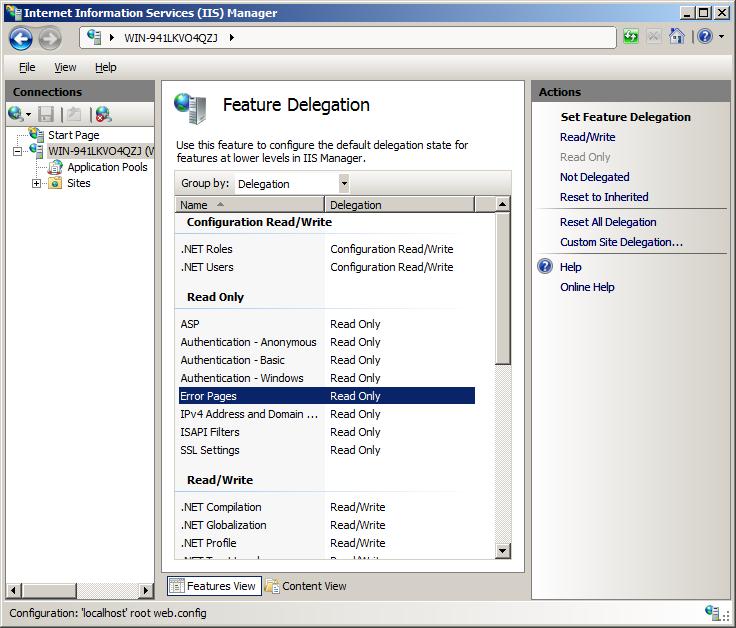 Internet Information Services (IIS) Manager
WIN-941LKVO4QZJ
File View Help
Connections
Start Page
WIN-941LKVO4QZJ (W
Application Pools
Sites
Feature Delegation
Use this feature to configure the default delegation state for
features at lower levels in IIS Manager.
Group by: Delegation
Name Delegation
Configuration Read/Write
.NET Roles Configuration Read/Write
.NET Users Configuration Read/Write
Read Only
ASP Read Only
Authentication - Anonymous Read Only
Authentication - Basic Read Only
Authentication - Windows Read Only
Error Pages Read Only
IPv4 Address and Domain ... Read Only
ISAPI Filters Read Only
SSL Settings Read Only
Read/Write
.NET Compilation Read/Write
.NET Globalization Read/Write
.NET Profile Read/Write
Features View Content View
Actions
Set Feature Delegation
Read/Write
Read Only
Not Delegated
Reset to Inherited
Reset All Delegation
Custom Site Delegation...
Help
Online Help
Configuration: 'localhost' root web.config